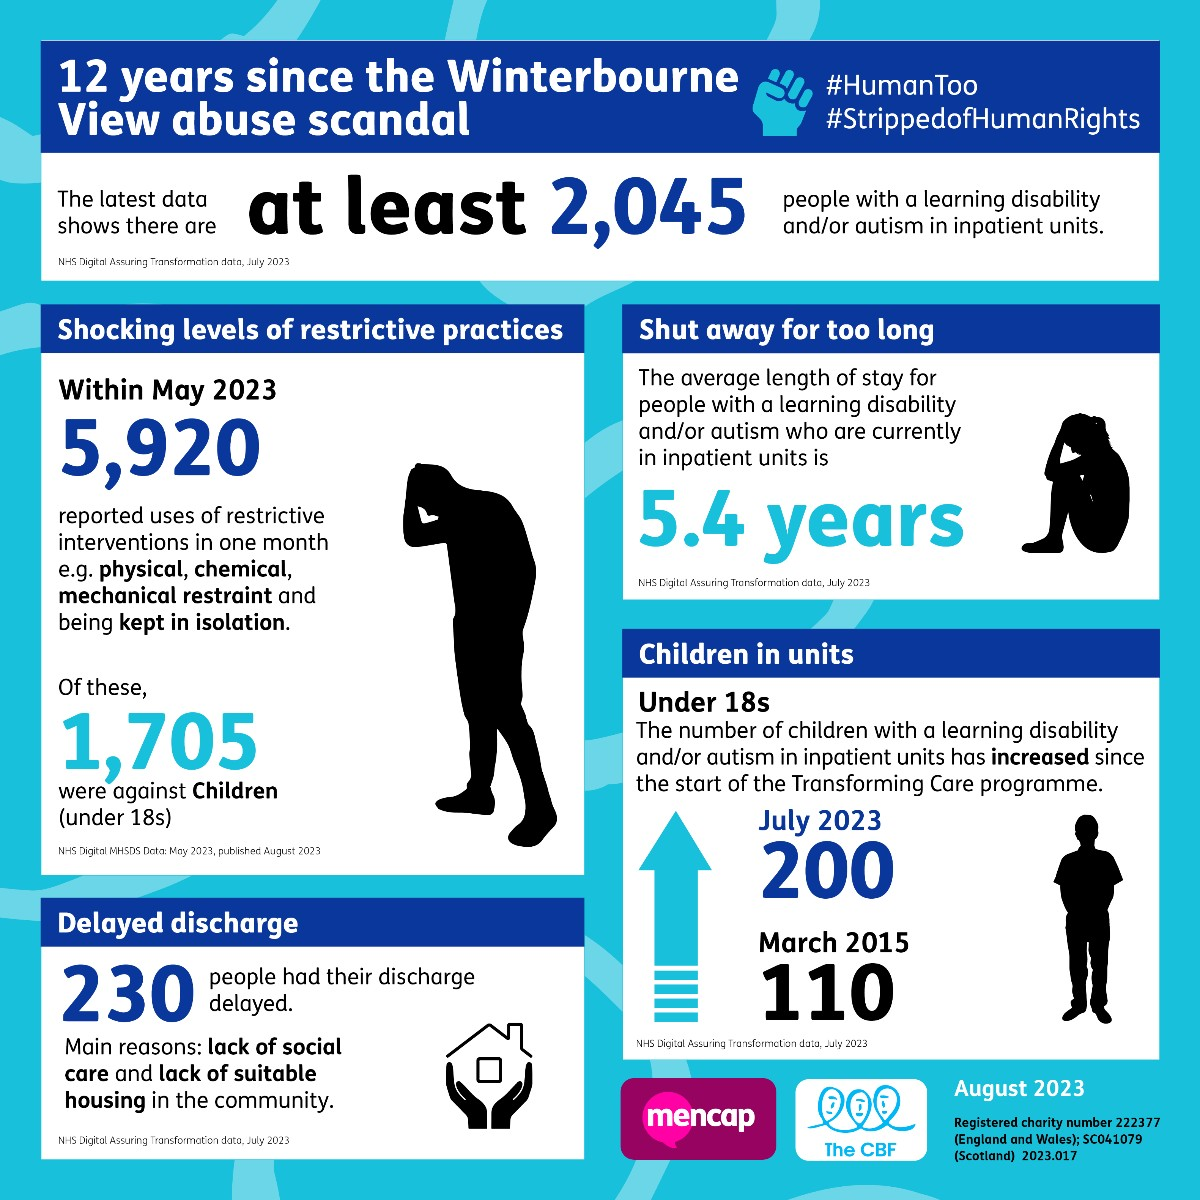 12 years since the Winterbourne
View abuse scandal
#HumanToo
#StrippedofHumanRights
The latest data
shows there are
at least 2,045
people with a learning disability
and/or autism in inpatient units.
NHS Digital Assuring Transformation data, July 2023
Shocking levels of restrictive practices
Within May 2023
5,920
reported uses of restrictive
interventions in one month
e.g. physical, chemical,
mechanical restraint and
being kept in isolation.
Of these,
1,705
were against Children
(under 18s)
NHS Digital MHSDS Data: May 2023, published August 2023
Delayed discharge
230
people had their discharge
delayed.
Main reasons: lack of social
care and lack of suitable
housing in the community.
NHS Digital Assuring Transformation data, July 2023
Shut away for too long
The average length of stay for
people with a learning disability
and/or autism who are currently
in inpatient units is
5.4 years
NHS Digital Assuring Transformation data, July 2023
Children in units
Under 18s
The number of children with a learning disability
and/or autism in inpatient units has increased since
the start of the Transforming Care programme.
July 2023
200
March 2015
110
NHS Digital Assuring Transformation data, July 2023
mencap
The CBF
August 2023
Registered charity number 222377
(England and Wales); SC041079
(Scotland) 2023.017